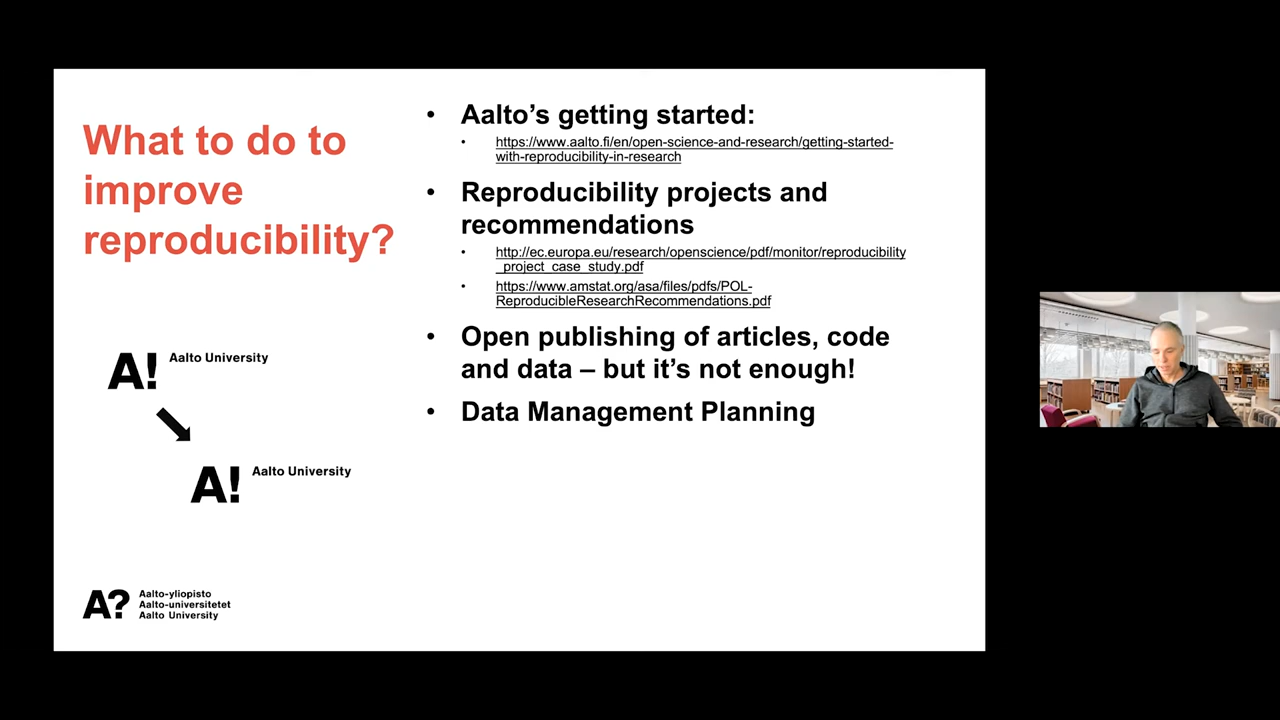 What to do to
improve
reproducibility?
• Aalto’s getting started:
• https://www.aalto.fi/en/open-science-and-research/getting-started-
with-reproducibility-in-research
• Reproducibility projects and
recommendations
• http://ec.europa.eu/research/openscience/pdf/monitor/reproducibility
_project_case_study.pdf
• https://www.amstat.org/asa/files/pdfs/POL-
ReproducibleResearchRecommendations.pdf
• Open publishing of articles, code
and data – but it’s not enough!
• Data Management Planning
A! Aalto University
A! Aalto University
A? Aalto-yliopisto
Aalto-universitetet
Aalto University